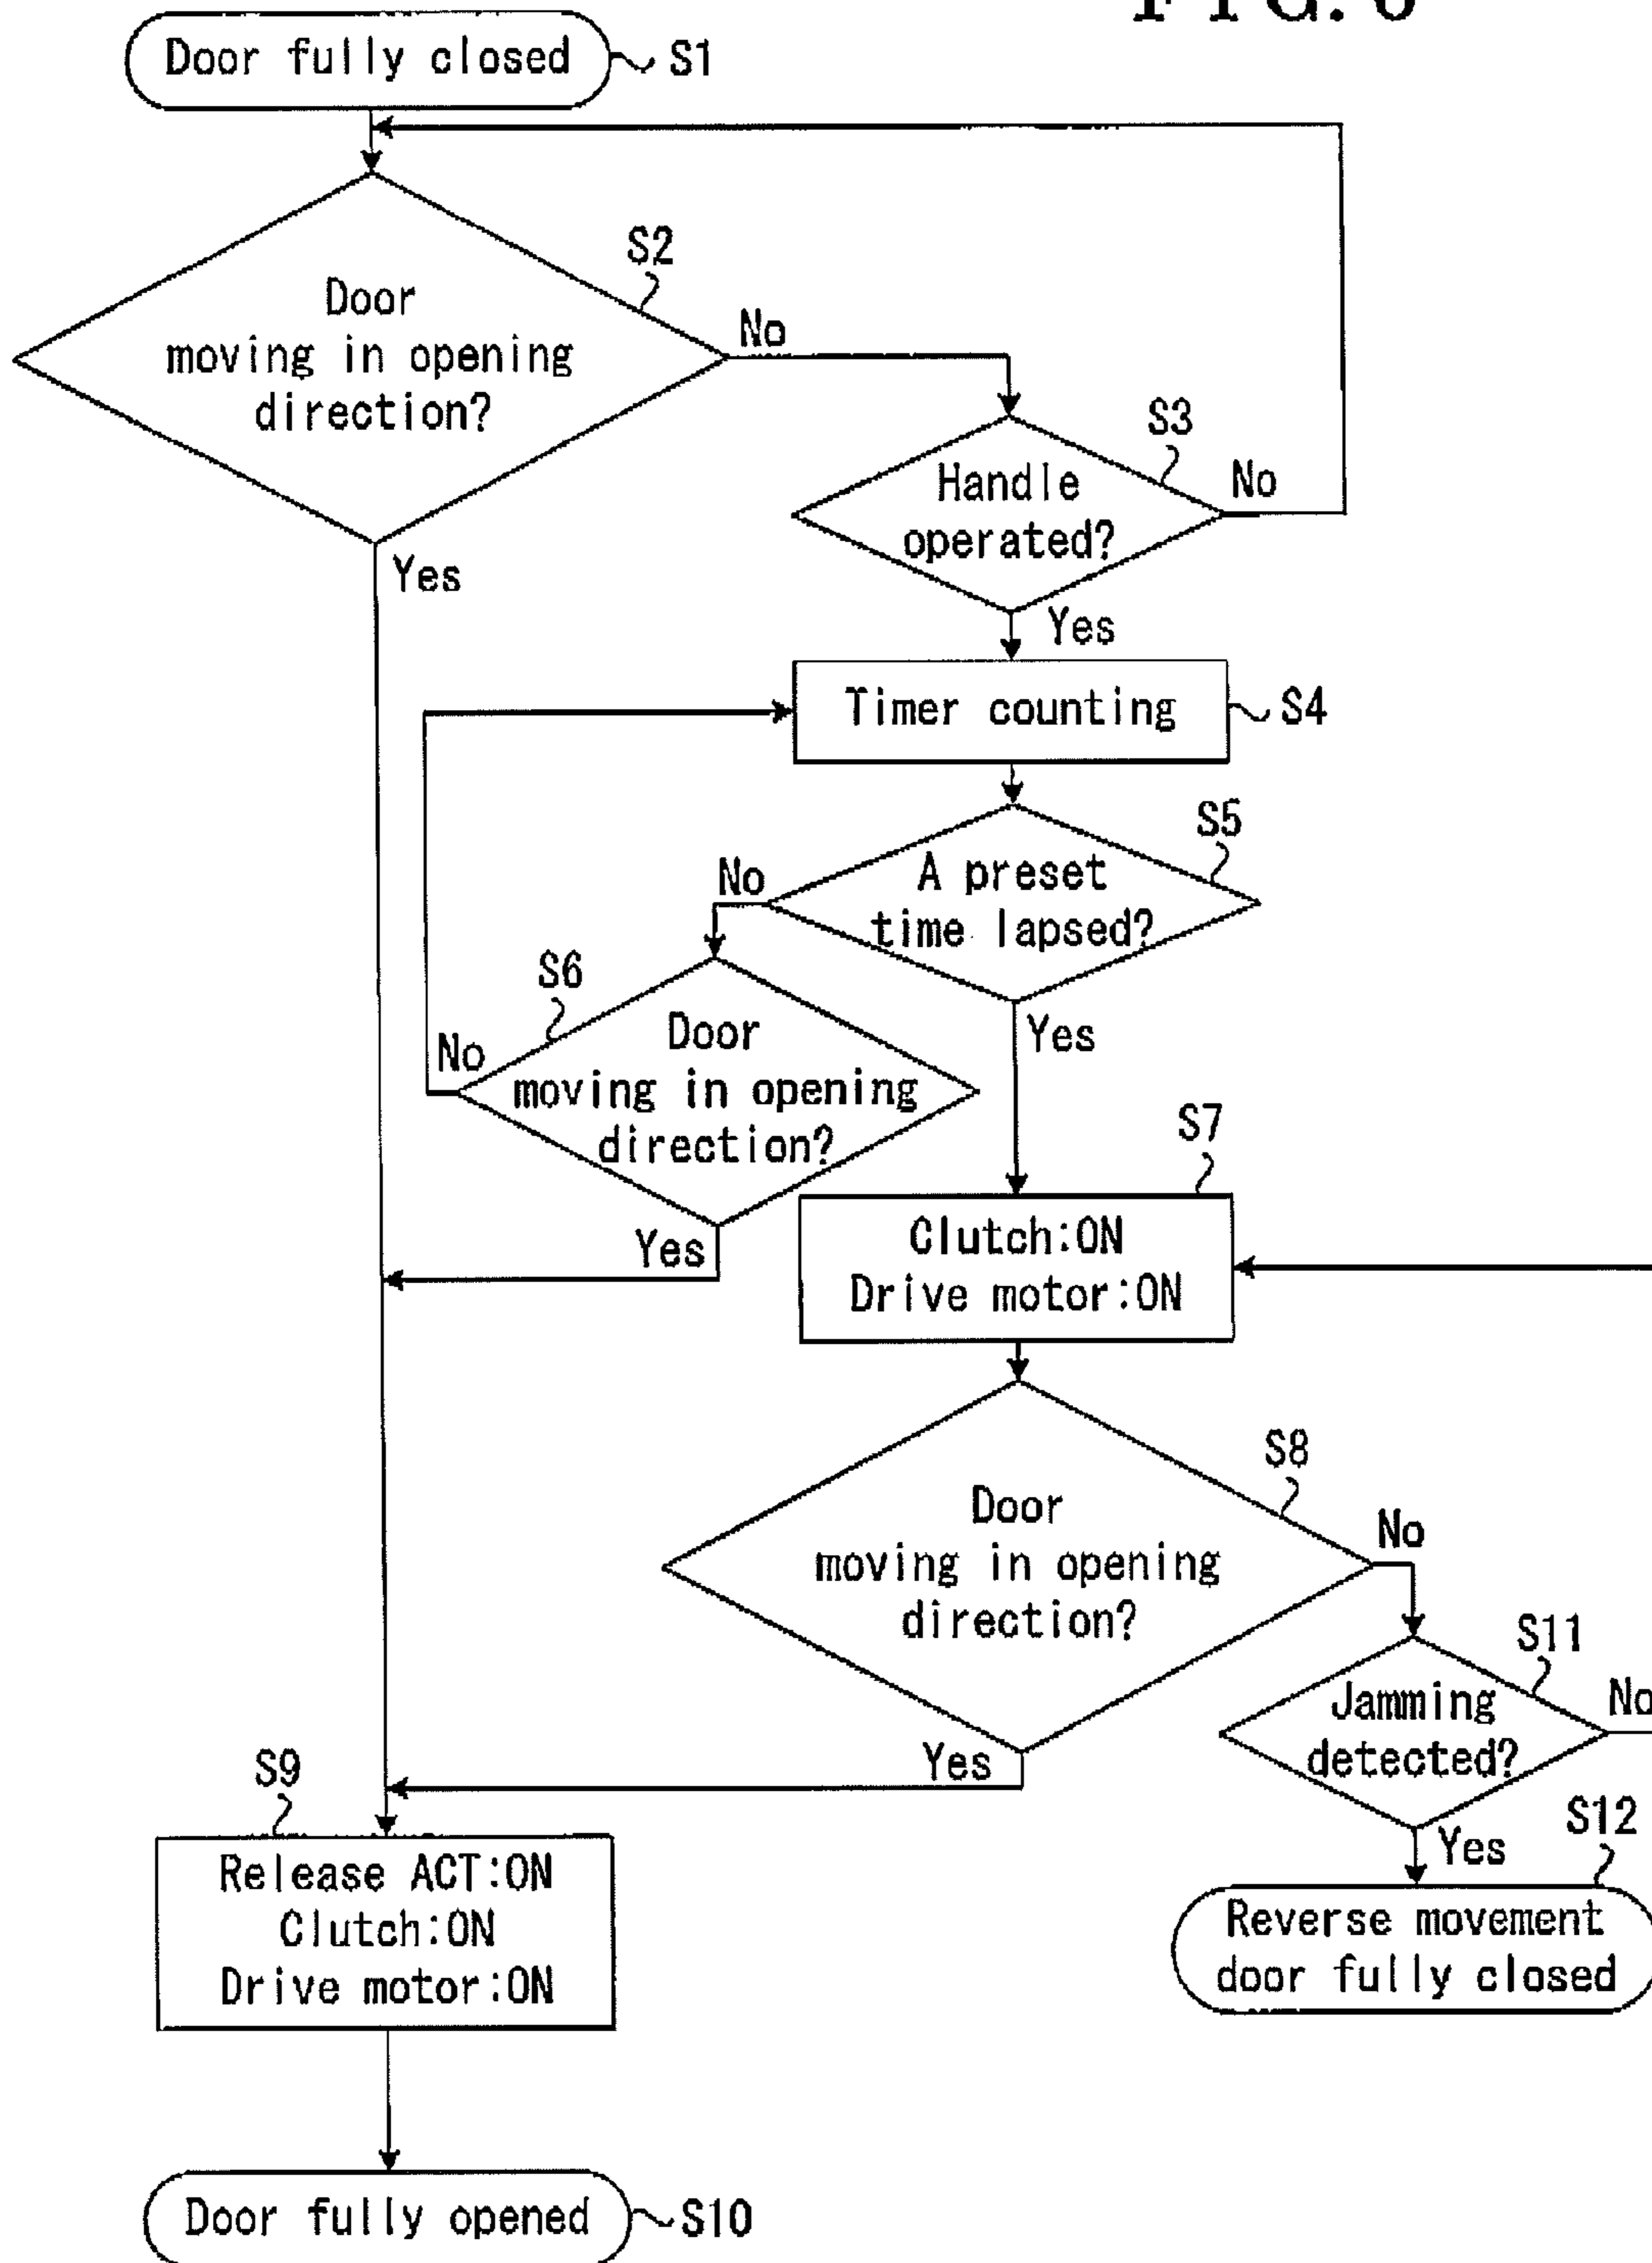 FIG. 6
Door fully closed
S1
S2
Door
moving in opening
direction?
No
S3
Handle
operated?
No
Yes
Yes
Timer counting
S4
S5
A preset
time lapsed?
No
S6
Door
moving in opening
direction?
No
Yes
Yes
S7
Clutch:ON
Drive motor:ON
S8
Door
moving in opening
direction?
No
S11
Jamming
detected?
No
Yes
S9
S12
Yes
Release ACT:ON
Clutch:ON
Drive motor:ON
Reverse movement
door fully closed
Door fully opened
S10